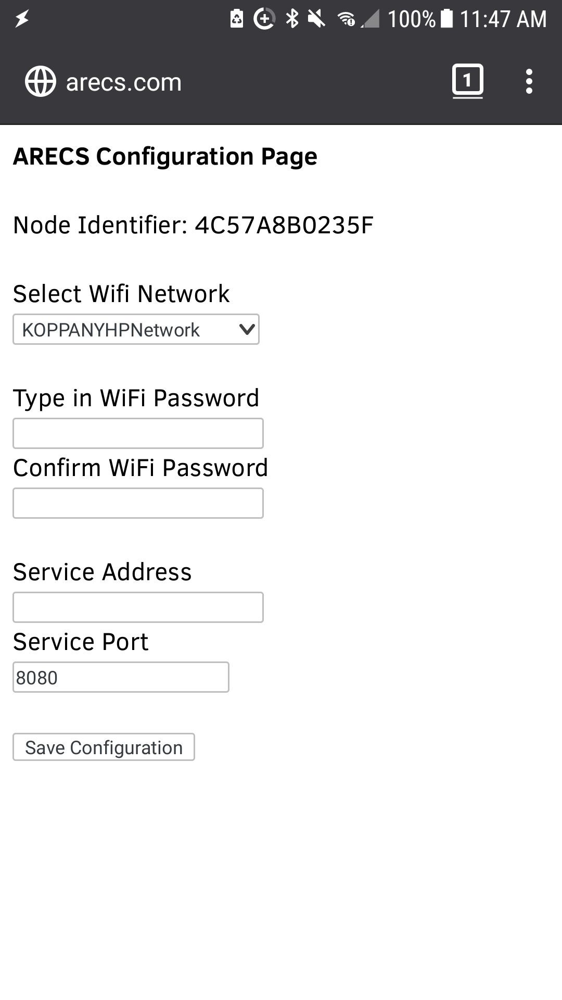 100% 11:47 AM
arecs.com 1
ARECS Configuration Page
Node Identifier: 4C57A8B0235F
Select Wifi Network
KOPPANYHPNetwork
Type in WiFi Password
Confirm WiFi Password
Service Address
Service Port
8080
Save Configuration